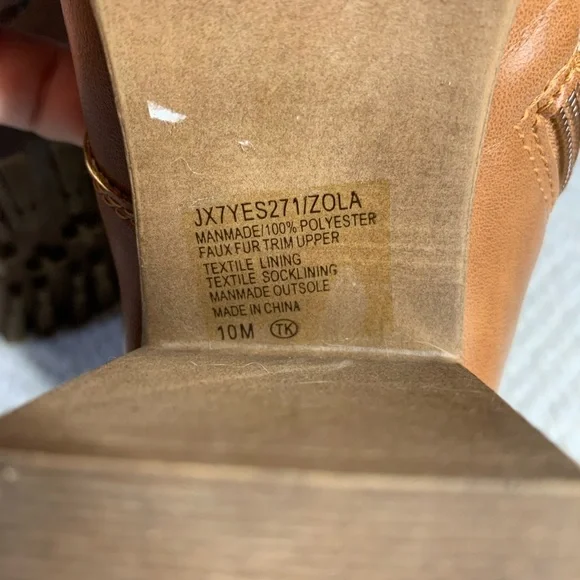 JX7YES271/ZOLA
MANMADE/100% POLYESTER
FAUX FUR TRIM UPPER
TEXTILE LINING
TEXTILE SOCKLINING
MANMADE OUTSOLE
MADE IN CHINA
10M TK